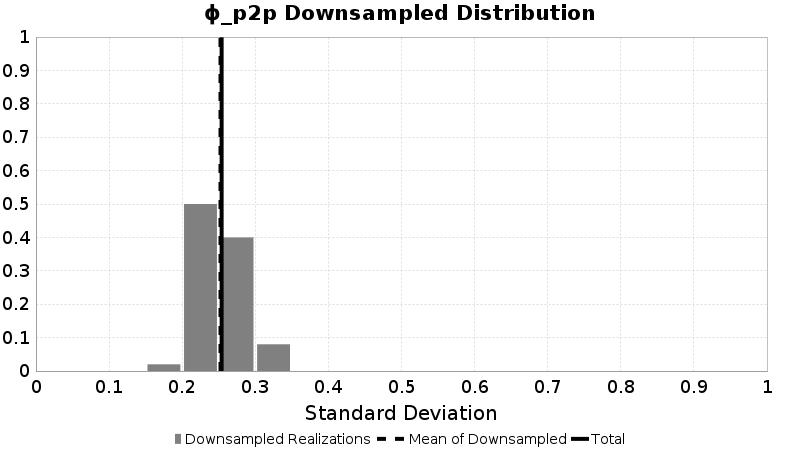 ϕ_p2p Downsampled Distribution
1
0.9
0.8
0.7
0.6
0.5
0.4
0.3
0.2
0.1
0
0 0.1 0.2 0.3 0.4 0.5 0.6 0.7 0.8 0.9 1
Standard Deviation
Downsampled Realizations Mean of Downsampled Total